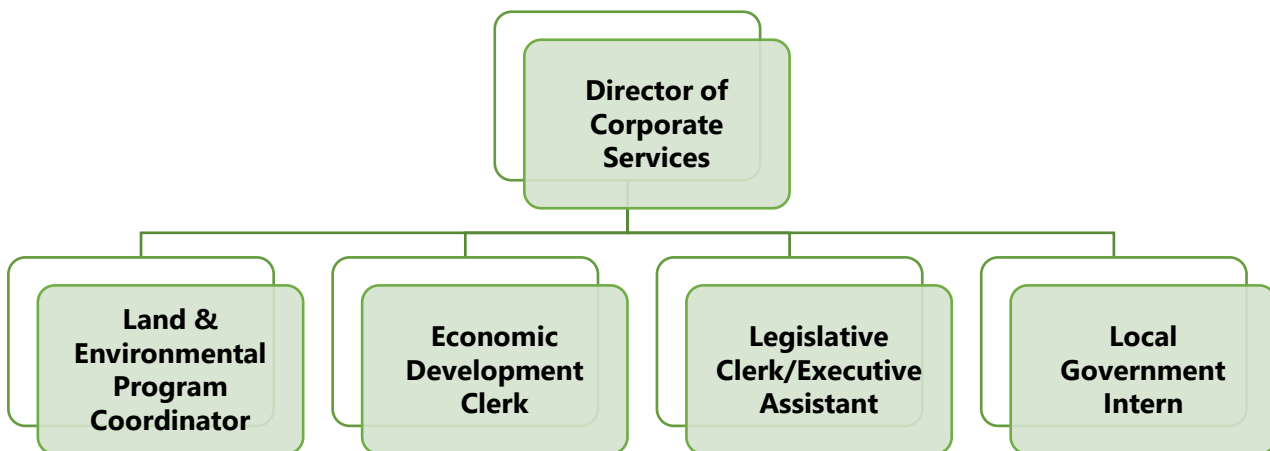 Director of
Corporate
Services
Land &
Environmental
Program
Coordinator
Economic
Development
Clerk
Legislative
Clerk/Executive
Assistant
Local
Government
Intern